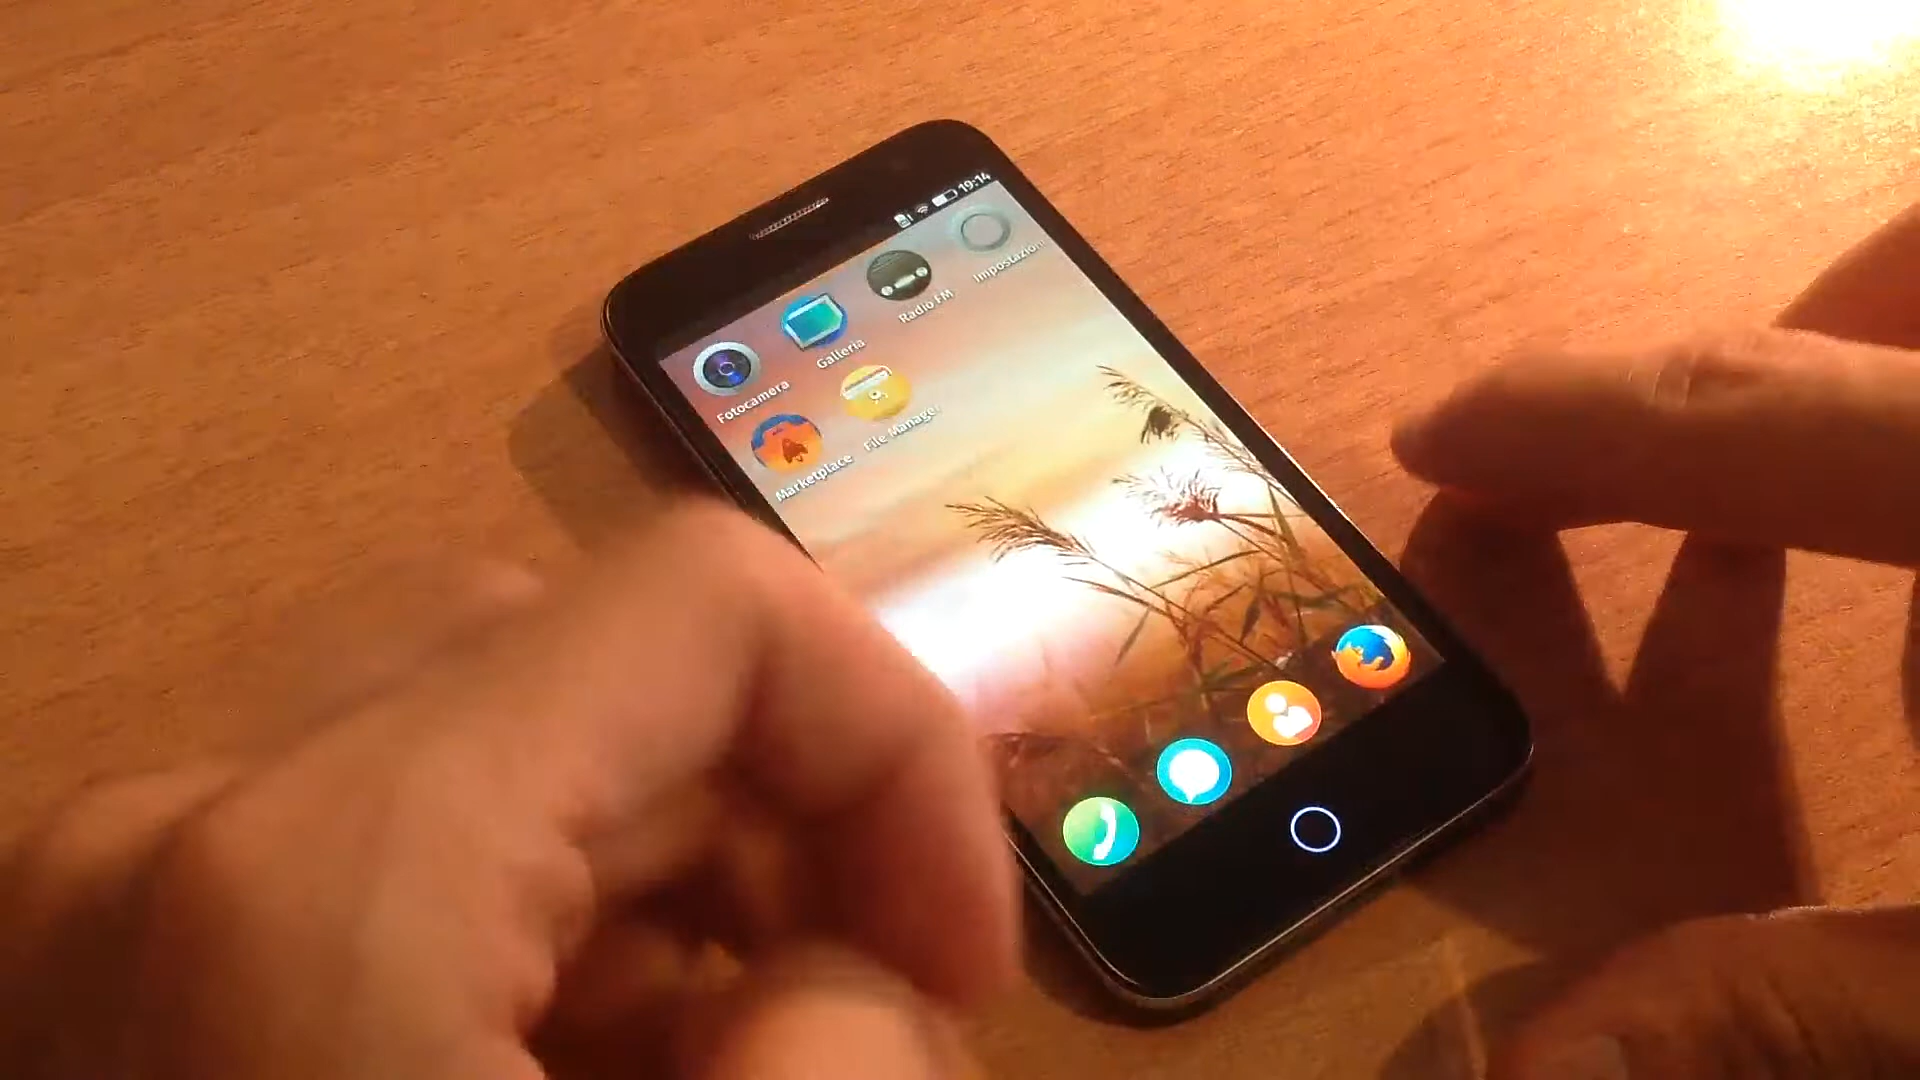 19:14
Fotocamera
Galleria
Radio FM
Impostazioni
Marketplace
File Manager